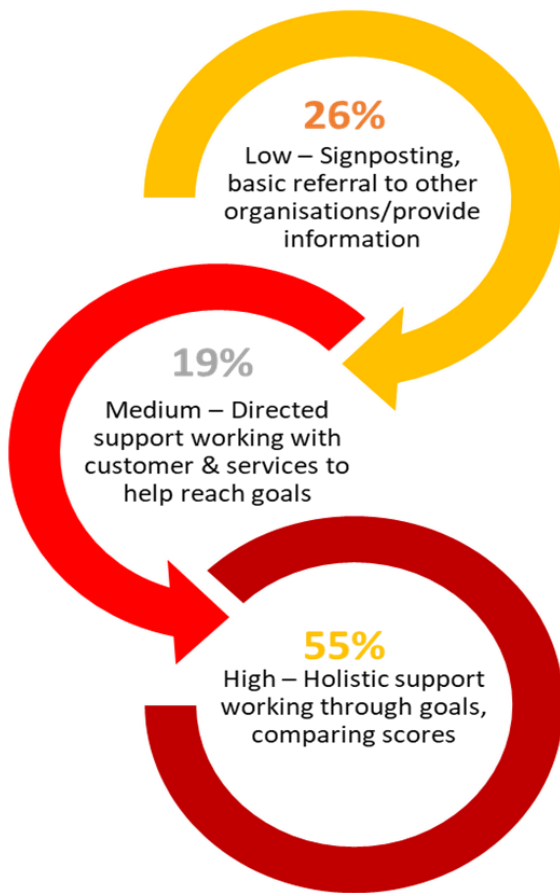 26%
Low – Signposting,
basic referral to other
organisations/provide
information
19%
Medium – Directed
support working with
customer & services to
help reach goals
55%
High – Holistic support
working through goals,
comparing scores